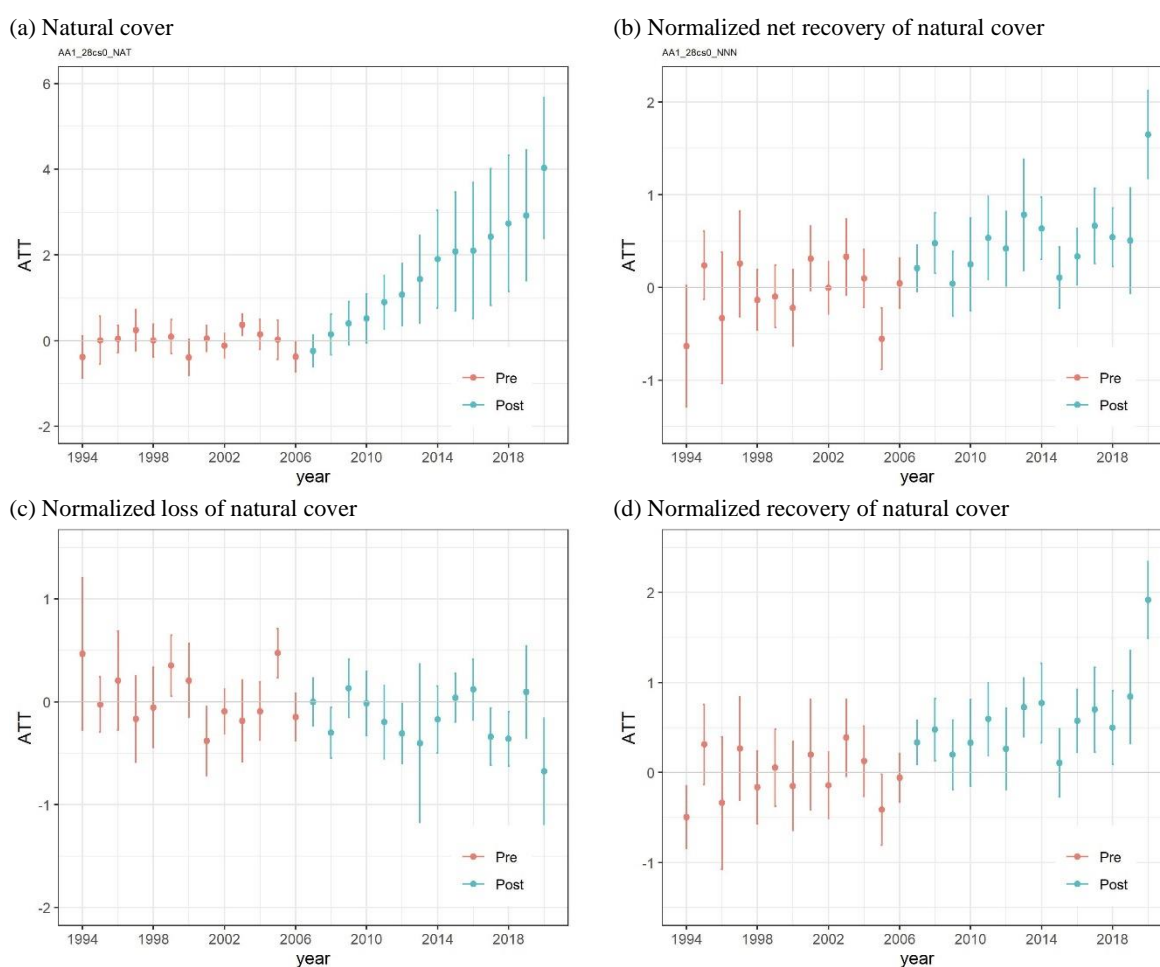 (a) Natural cover
AA1_28cs0_NAT
6
4
2
0
-2
ATT
1994
1998
2002
2006
2010
2014
2018
year
Pre
Post
(b) Normalized net recovery of natural cover
AA1_28cs0_NNN
2
1
0
-1
ATT
1994
1998
2002
2006
2010
2014
2018
year
Pre
Post
(c) Normalized loss of natural cover
1
0
-1
-2
ATT
1994
1998
2002
2006
2010
2014
2018
year
Pre
Post
(d) Normalized recovery of natural cover
2
1
0
-1
ATT
1994
1998
2002
2006
2010
2014
2018
year
Pre
Post